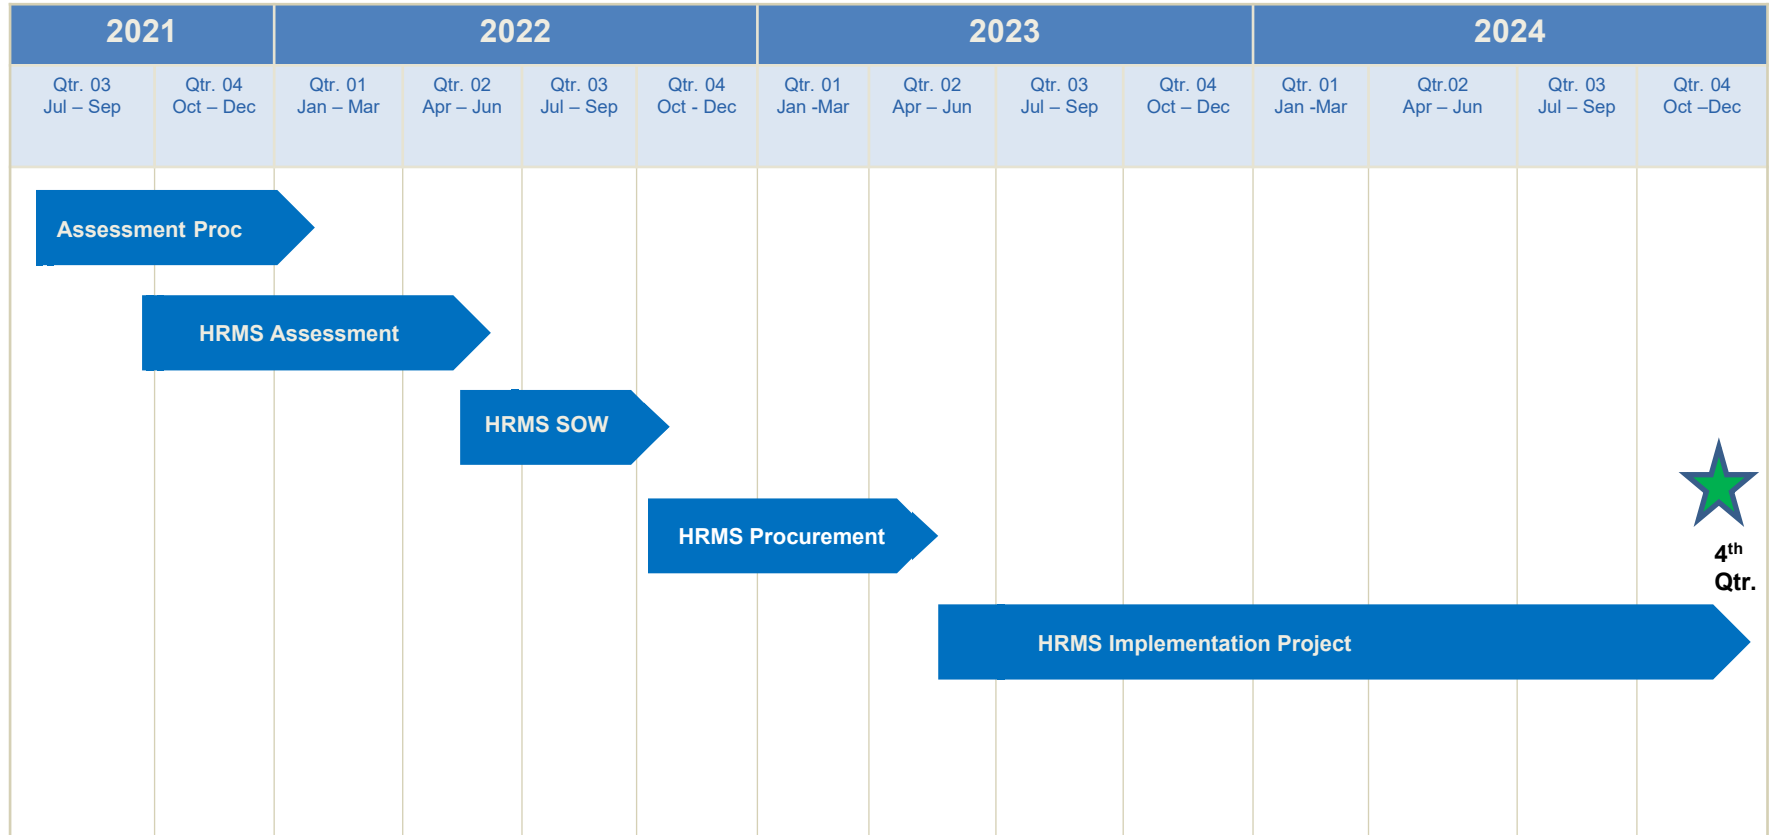 2021 2022 2023 2024
Qtr. 03 Qtr. 04 Qtr. 01 Qtr. 02 Qtr. 03 Qtr. 04 Qtr. 01 Qtr. 02 Qtr. 03 Qtr. 04 Qtr. 01 Qtr.02 Qtr. 03 Qtr. 04
Jul – Sep Oct – Dec Jan – Mar Apr – Jun Jul – Sep Oct - Dec Jan -Mar Apr – Jun Jul – Sep Oct – Dec Jan -Mar Apr – Jun Jul – Sep Oct –Dec
Assessment Proc
HRMS Assessment
HRMS SOW
HRMS Procurement
4th
Qtr.
HRMS Implementation Project